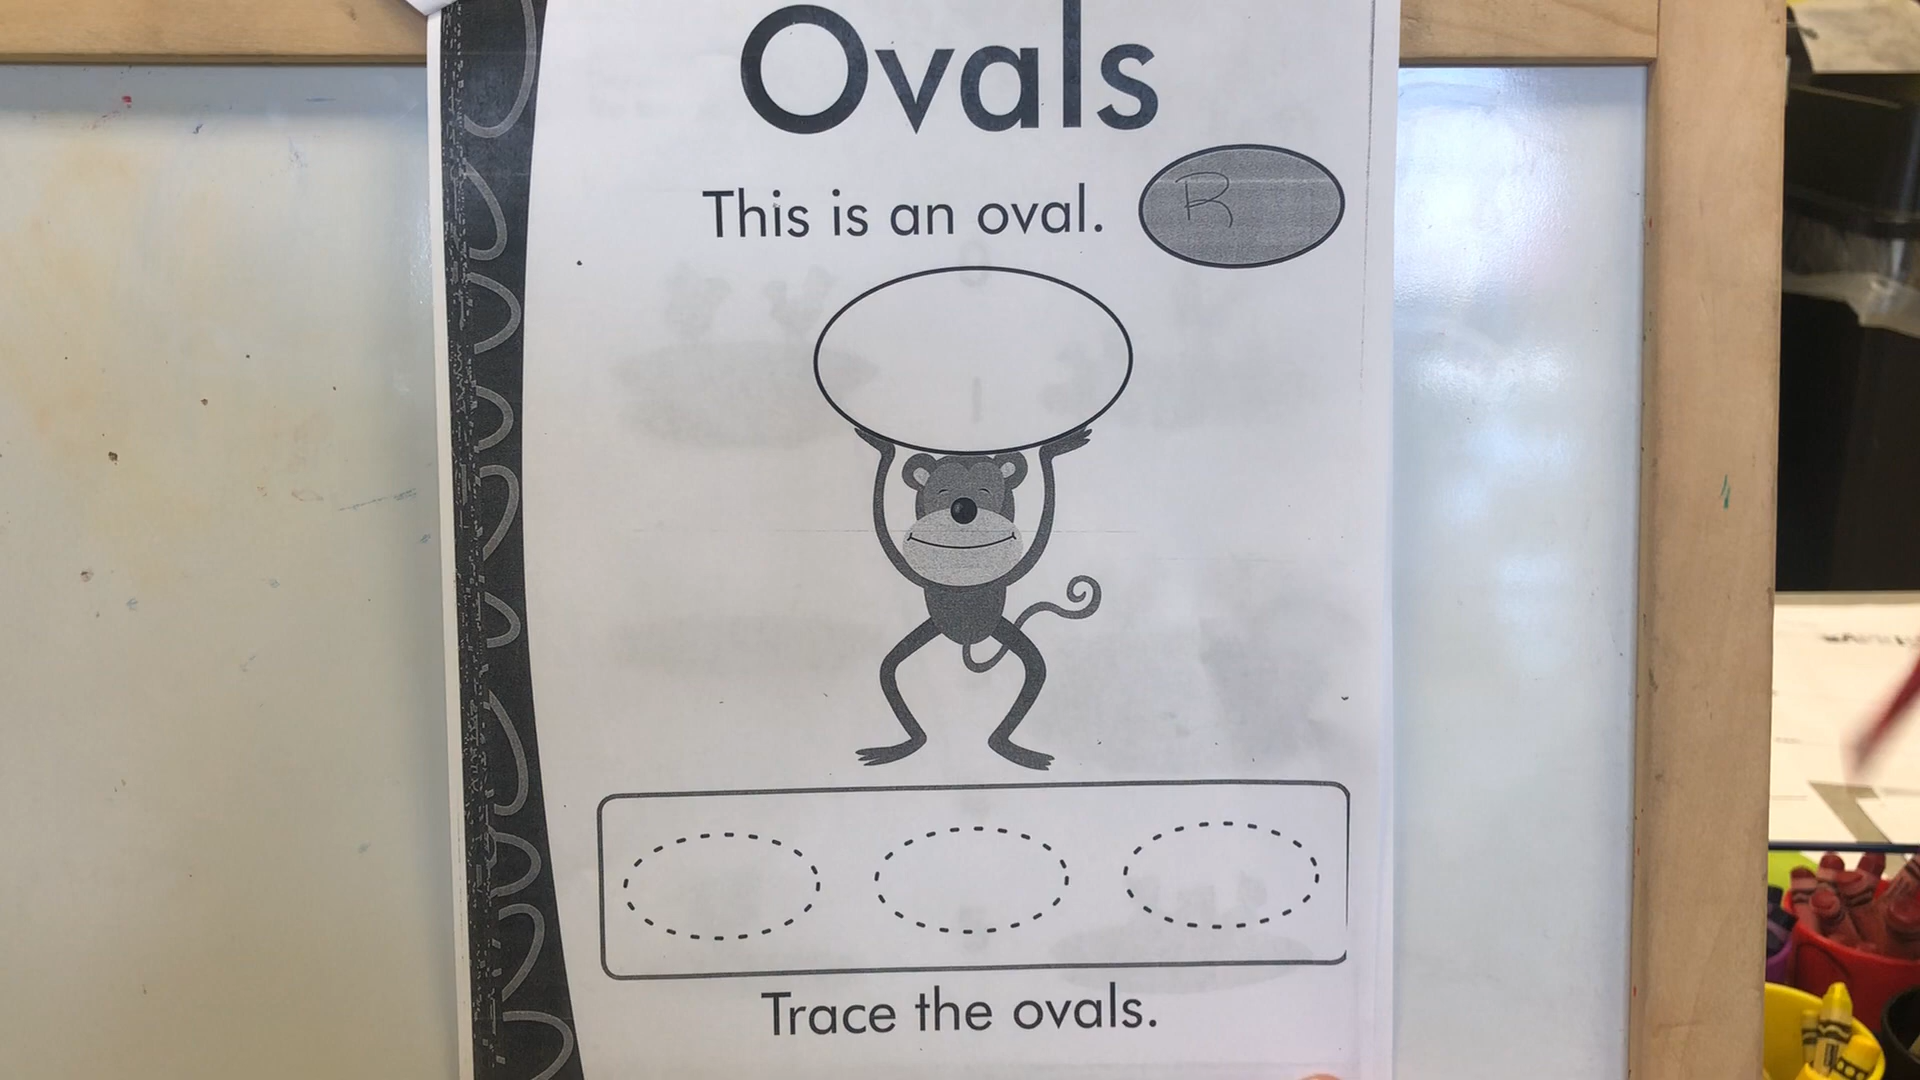 Ovals
This is an oval.
R
Trace the ovals.